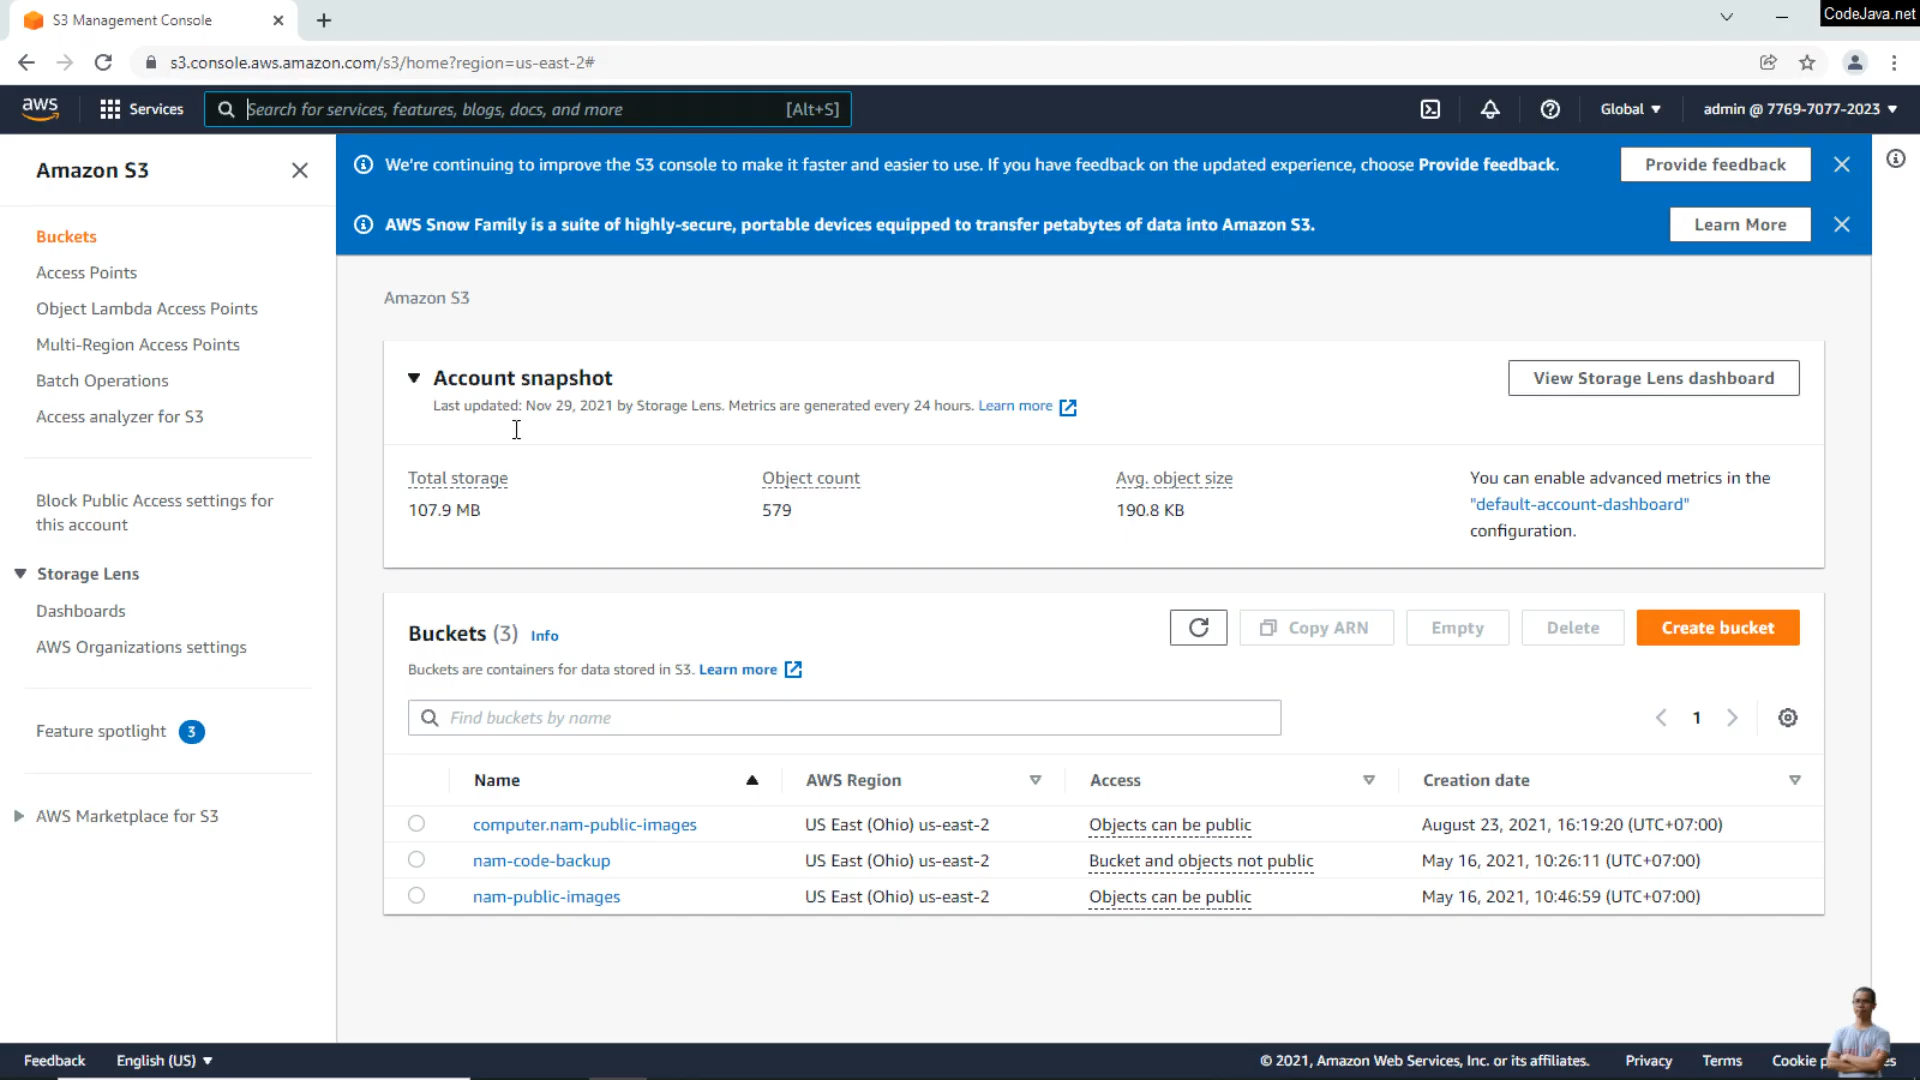 S3 Management Console
CodeJava.net
s3.console.aws.amazon.com/s3/home?region=us-east-2#
aws
Services
Search for services, features, blogs, docs, and more
[Alt+S]
Global
admin @ 7769-7077-2023
Amazon S3
Buckets
Access Points
Object Lambda Access Points
Multi-Region Access Points
Batch Operations
Access analyzer for S3
Block Public Access settings for
this account
Storage Lens
Dashboards
AWS Organizations settings
Feature spotlight 3
AWS Marketplace for S3
We're continuing to improve the S3 console to make it faster and easier to use. If you have feedback on the updated experience, choose Provide feedback.
Provide feedback
AWS Snow Family is a suite of highly-secure, portable devices equipped to transfer petabytes of data into Amazon S3.
Learn More
Amazon S3
Account snapshot
View Storage Lens dashboard
Last updated: Nov 29, 2021 by Storage Lens. Metrics are generated every 24 hours. Learn more
Total storage
107.9 MB
Object count
579
Avg. object size
190.8 KB
You can enable advanced metrics in the
"default-account-dashboard"
configuration.
Buckets (3) Info
Copy ARN
Empty
Delete
Create bucket
Buckets are containers for data stored in S3. Learn more
Find buckets by name
1
Name AWS Region Access Creation date
computer.nam-public-images US East (Ohio) us-east-2 Objects can be public August 23, 2021, 16:19:20 (UTC+07:00)
nam-code-backup US East (Ohio) us-east-2 Bucket and objects not public May 16, 2021, 10:26:11 (UTC+07:00)
nam-public-images US East (Ohio) us-east-2 Objects can be public May 16, 2021, 10:46:59 (UTC+07:00)
Feedback
English (US)
© 2021, Amazon Web Services, Inc. or its affiliates.
Privacy
Terms
Cookie